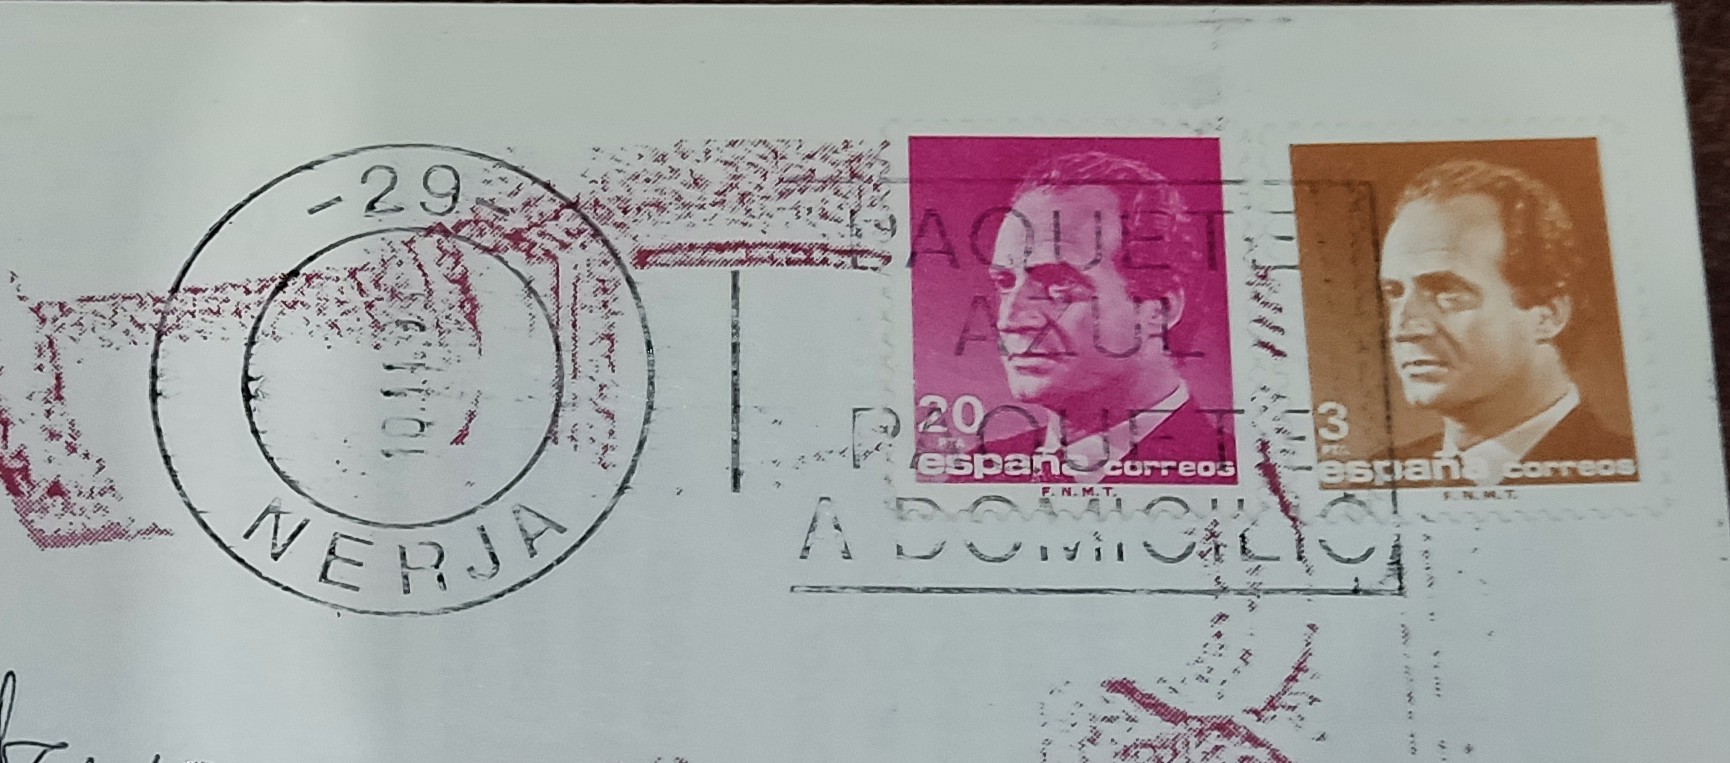 -29-
NERJA
PAQUETE
AZUL
PAQUETE
A DOMICILIO
20
PTA
españa correos
F.N.M.T.
3
PTA
españa correos
F.N.M.T.